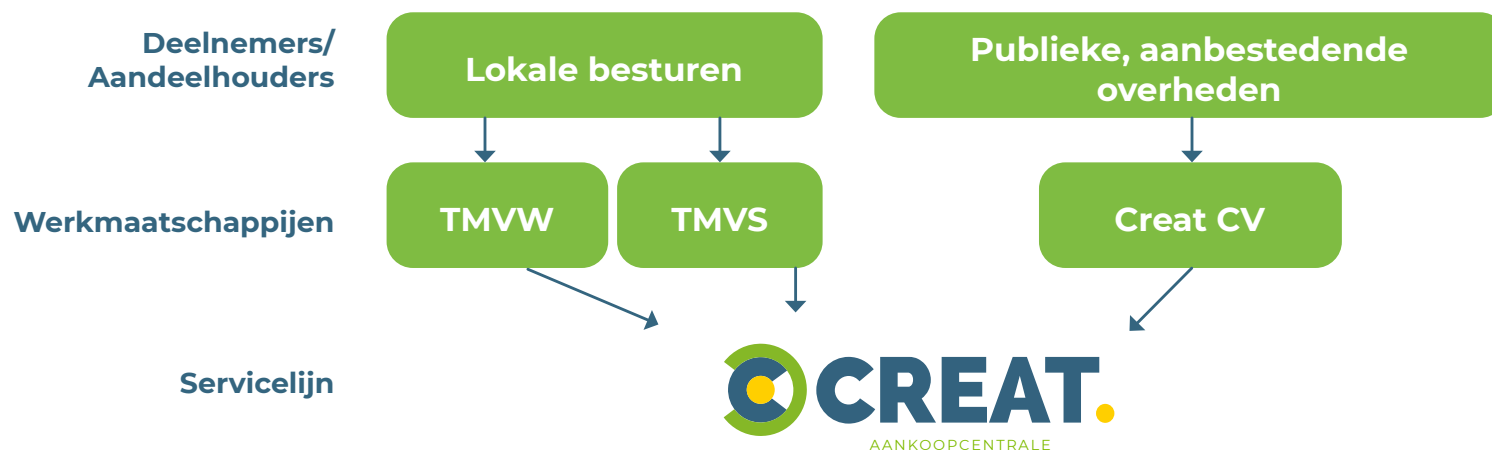 Deelnemers/
Aandeelhouders
Lokale besturen
Publieke, aanbestedende
overheden
Werkmaatschappijen
TMVW
TMVS
Creat CV
Servicelijn
CREAT.
AANKOOPCENTRALE